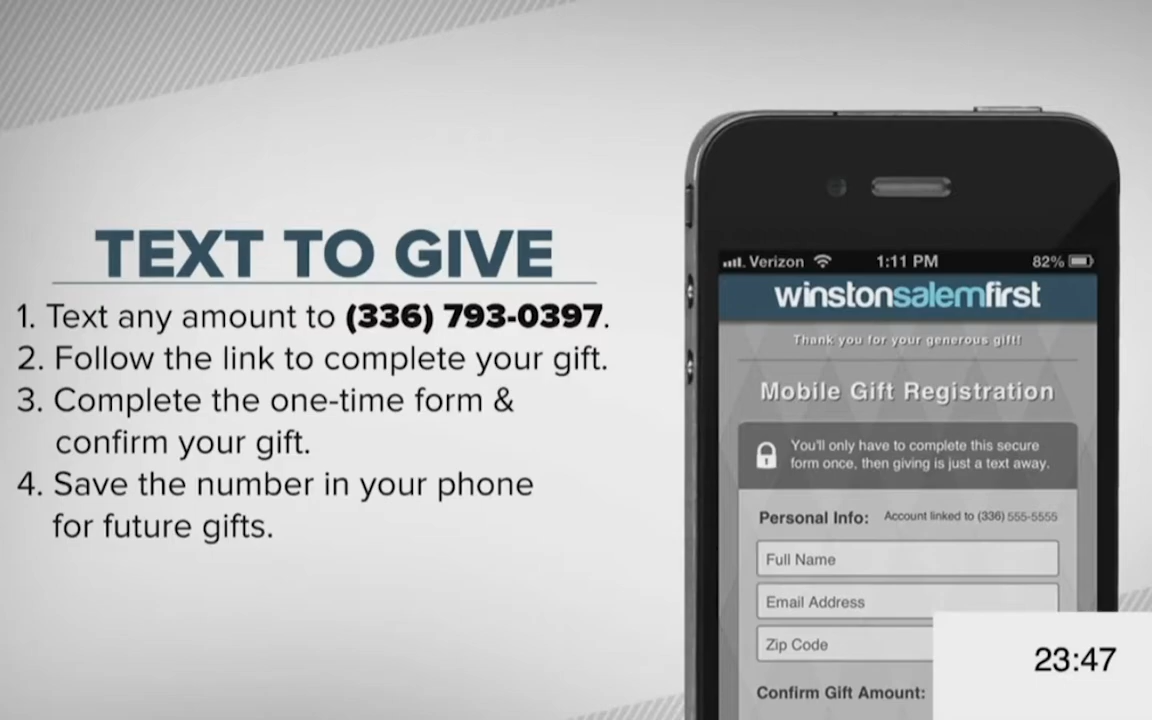 TEXT TO GIVE
1. Text any amount to (336) 793-0397.
2. Follow the link to complete your gift.
3. Complete the one-time form &
confirm your gift.
4. Save the number in your phone
for future gifts.
Verizon 1:11 PM 82%
winstonsalemfirst
Thank you for your generous gift!
Mobile Gift Registration
You'll only have to complete this secure
form once, then giving is just a text away.
Personal Info: Account linked to (336) 555-5555
Full Name
Email Address
Zip Code
Confirm Gift Amount:
23:47